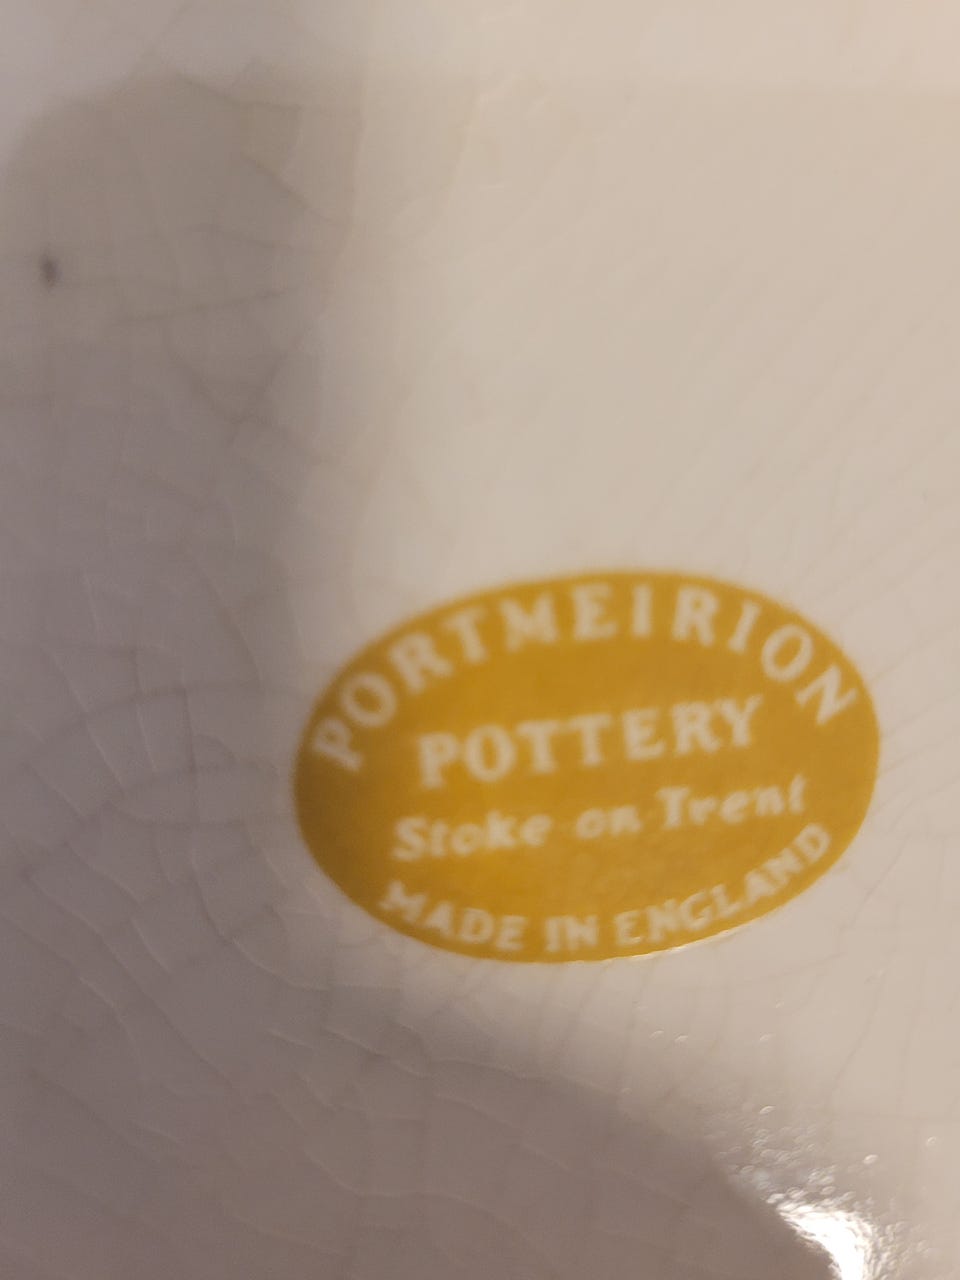 PORTMEIRION
POTTERY
Stoke on Trent
MADE IN ENGLAND